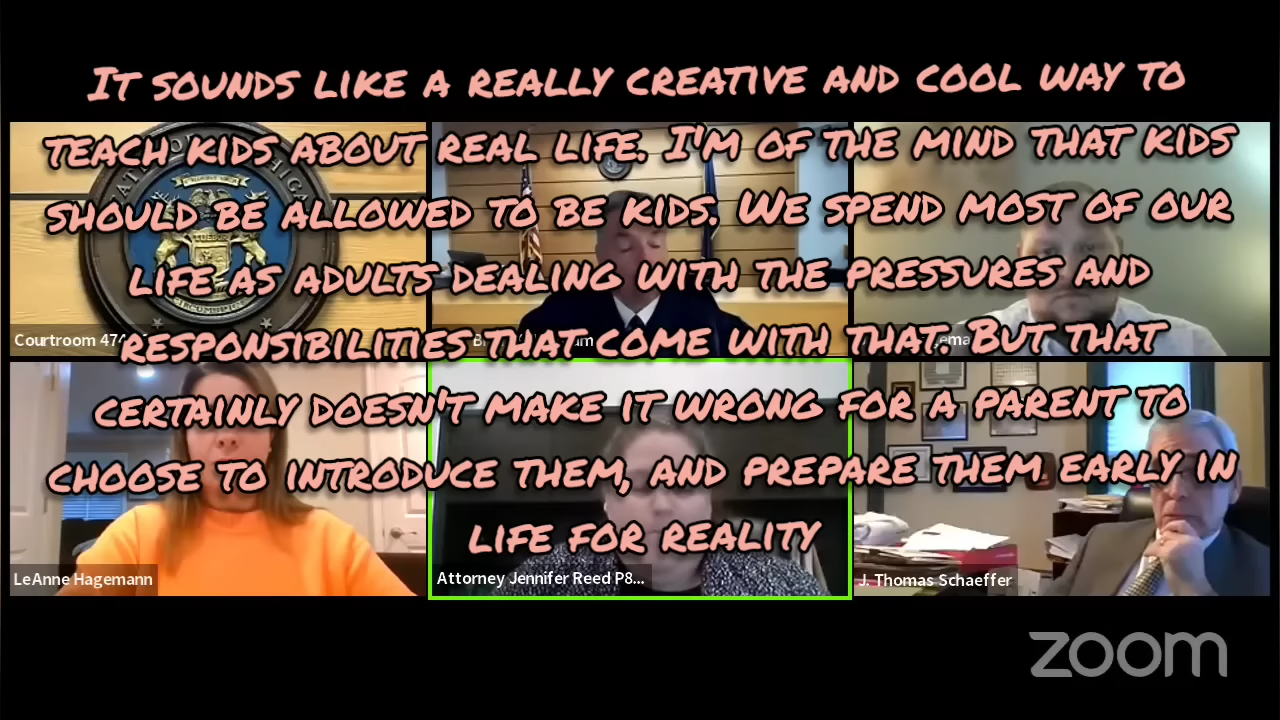 It sounds like a really creative and cool way to
teach kids about real life. I'm of the mind that kids
should be allowed to be kids. We spend most of our
life as adults dealing with the pressures and
responsibilities that come with that. But that
certainly doesn't make it wrong for a parent to
choose to introduce them, and prepare them early in
life for reality
Courtroom 474
LeAnne Hagemann
Attorney Jennifer Reed P8...
J. Thomas Schaeffer
zoom